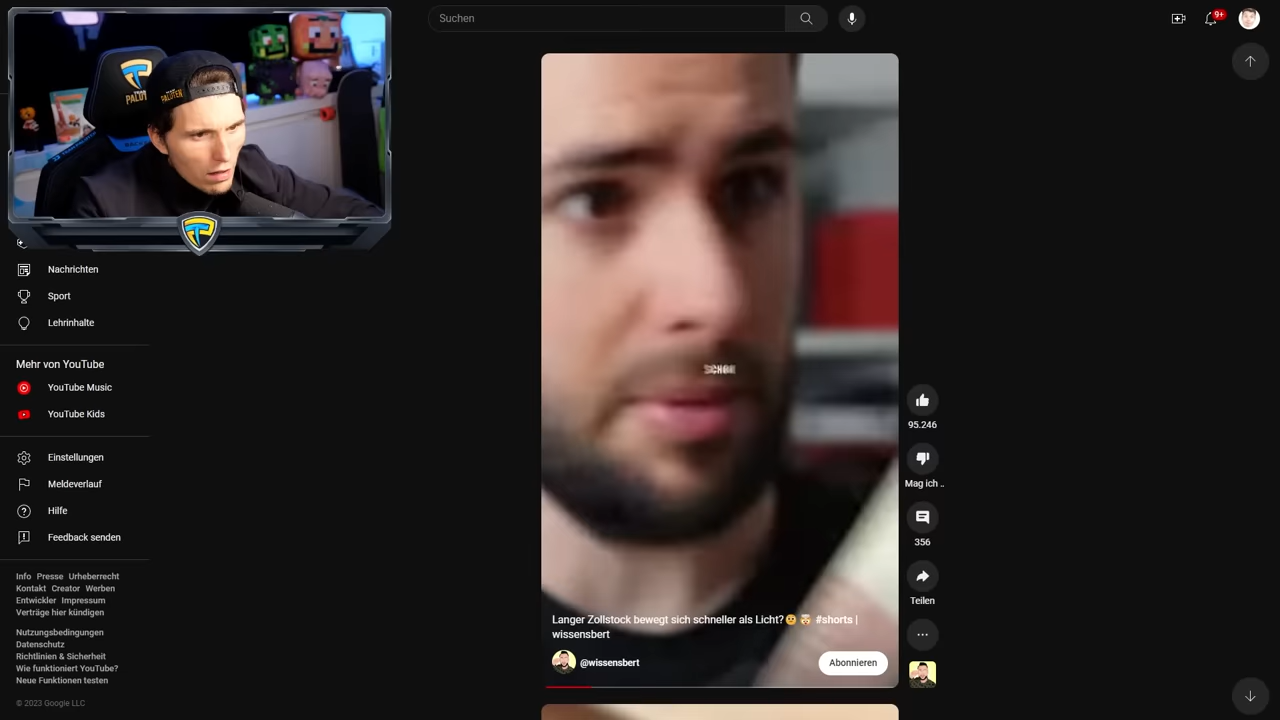 Suchen
9+
PALUTEN
PALUTEN
Nachrichten
Sport
Lehrinhalte
Mehr von YouTube
YouTube Music
YouTube Kids
Einstellungen
Meldeverlauf
Hilfe
Feedback senden
Info Presse Urheberrecht
Kontakt Creator Werben
Entwickler Impressum
Verträge hier kündigen
Nutzungsbedingungen
Datenschutz
Richtlinien & Sicherheit
Wie funktioniert YouTube?
Neue Funktionen testen
© 2023 Google LLC
SCHON
Langer Zollstock bewegt sich schneller als Licht?🤨🤯 #shorts |
wissensbert
@wissensbert
Abonnieren
95.246
Mag ich ..
356
Teilen